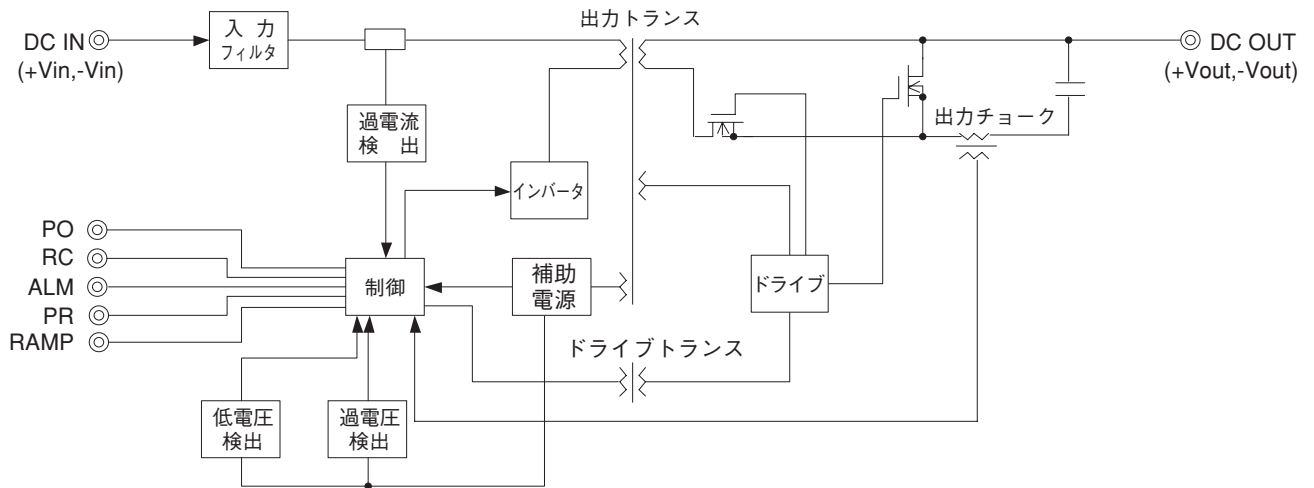 出力トランス
入 力
フィルタ
DC IN
(+Vin,-Vin)
DC OUT
(+Vout,-Vout)
過電流
検 出
出力チョーク
インバータ
PO
RC
ALM
PR
RAMP
制御
補助
電源
ドライブ
ドライブトランス
低電圧
検出
過電圧
検出